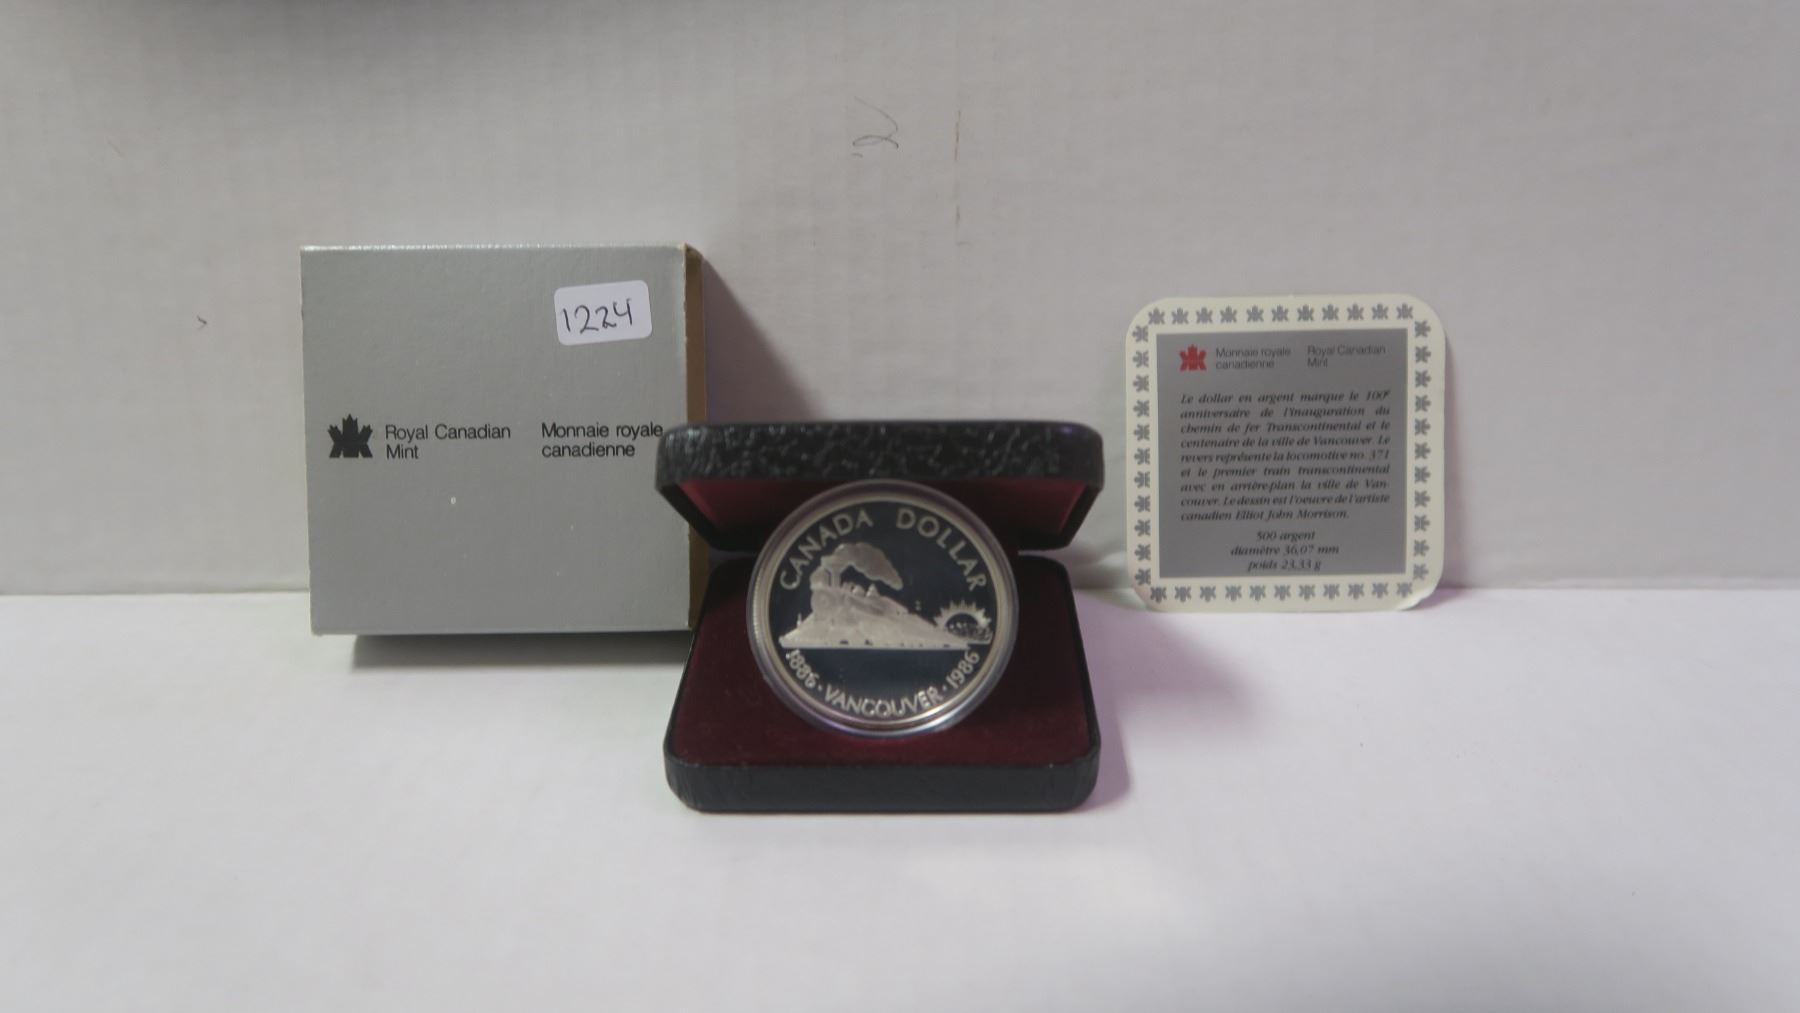 1224
Royal Canadian
Mint
Monnaie royale
canadienne
CANADA DOLLAR
1886 · VANCOUVER · 1986
Monnaie royale
canadienne
Royal Canadian
Mint
Le dollar en argent marque le 100e
anniversaire de l'inauguration du
chemin de fer Transcontinental et le
centenaire de la ville de Vancouver. Le
revers représente la locomotive no. 371
et le premier train transcontinental
avec en arrière-plan la ville de Van-
couver. Le dessin est l'oeuvre de l'artiste
canadien Elliot John Morrison.
500 argent
diamètre 36,07 mm
poids 23,33 g